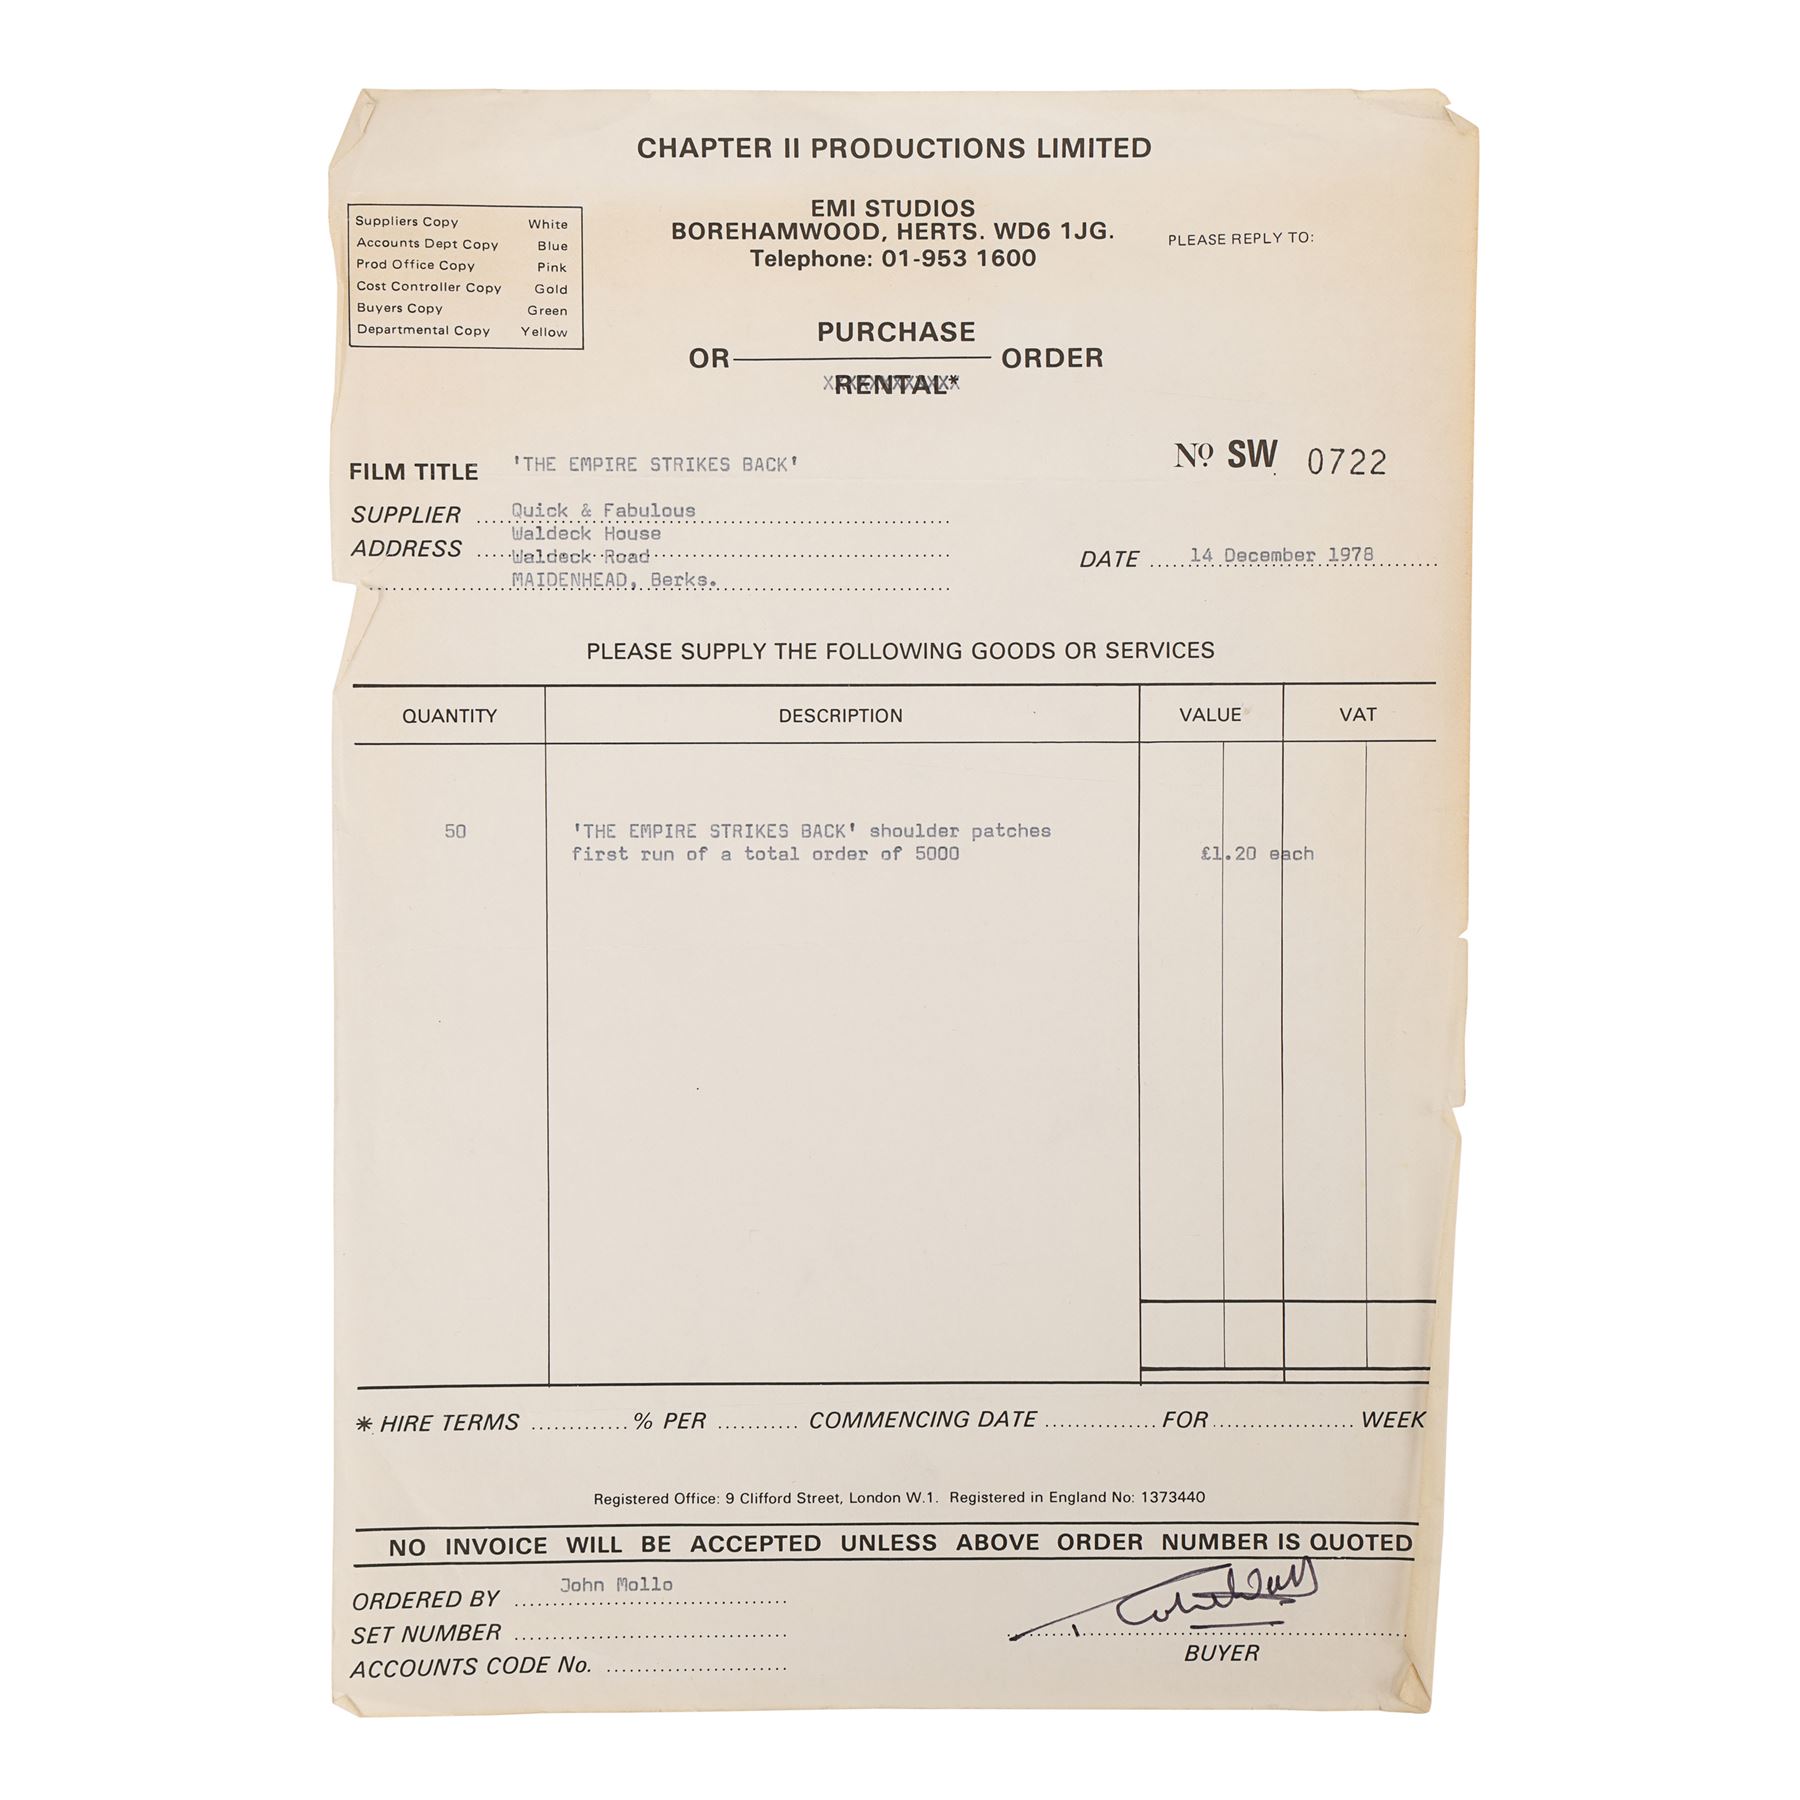 CHAPTER II PRODUCTIONS LIMITED
EMI STUDIOS
BOREHAMWOOD, HERTS. WD6 1JG.
Telephone: 01-953 1600
PLEASE REPLY TO:
Suppliers Copy White
Accounts Dept Copy Blue
Prod Office Copy Pink
Cost Controller Copy Gold
Buyers Copy Green
Departmental Copy Yellow
PURCHASE
OR ORDER
RENTAL*
No SW 0722
FILM TITLE 'THE EMPIRE STRIKES BACK'
SUPPLIER Quick & Fabulous
Waldeck House
ADDRESS Waldeck Road
MAIDENHEAD, Berks.
DATE 14 December 1978
PLEASE SUPPLY THE FOLLOWING GOODS OR SERVICES
QUANTITY DESCRIPTION VALUE VAT
50 'THE EMPIRE STRIKES BACK' shoulder patches
first run of a total order of 5000 £1.20 each
* HIRE TERMS ............ % PER ........... COMMENCING DATE ............... FOR ................... WEEK
Registered Office: 9 Clifford Street, London W.1. Registered in England No: 1373440
NO INVOICE WILL BE ACCEPTED UNLESS ABOVE ORDER NUMBER IS QUOTED
ORDERED BY John Mollo
SET NUMBER
ACCOUNTS CODE No.
BUYER